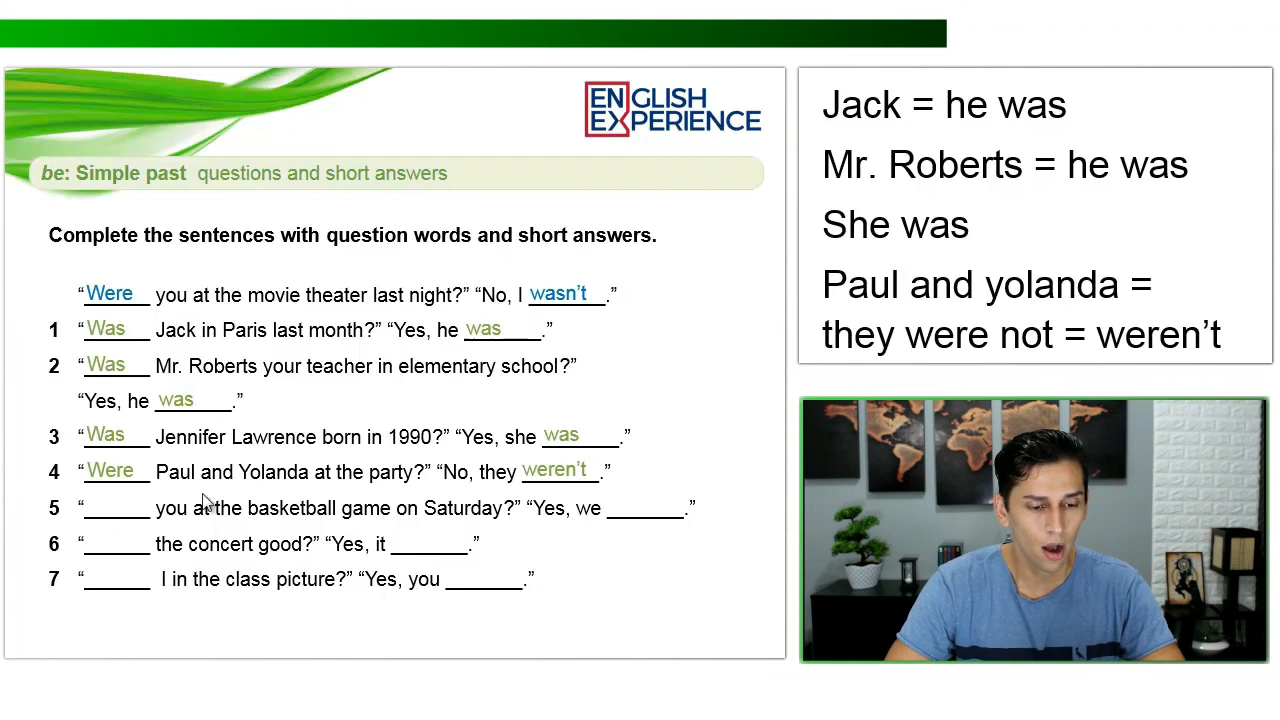 ENGLISH
EXPERIENCE
be: Simple past questions and short answers
Complete the sentences with question words and short answers.
“Were you at the movie theater last night?” “No, I wasn’t.”
1 “Was Jack in Paris last month?” “Yes, he was.”
2 “Was Mr. Roberts your teacher in elementary school?”
“Yes, he was.”
3 “Was Jennifer Lawrence born in 1990?” “Yes, she was.”
4 “Were Paul and Yolanda at the party?” “No, they weren’t.”
5 “______ you at the basketball game on Saturday?” “Yes, we _______.”
6 “______ the concert good?” “Yes, it _______.”
7 “______ I in the class picture?” “Yes, you _______.”
Jack = he was
Mr. Roberts = he was
She was
Paul and yolanda =
they were not = weren’t